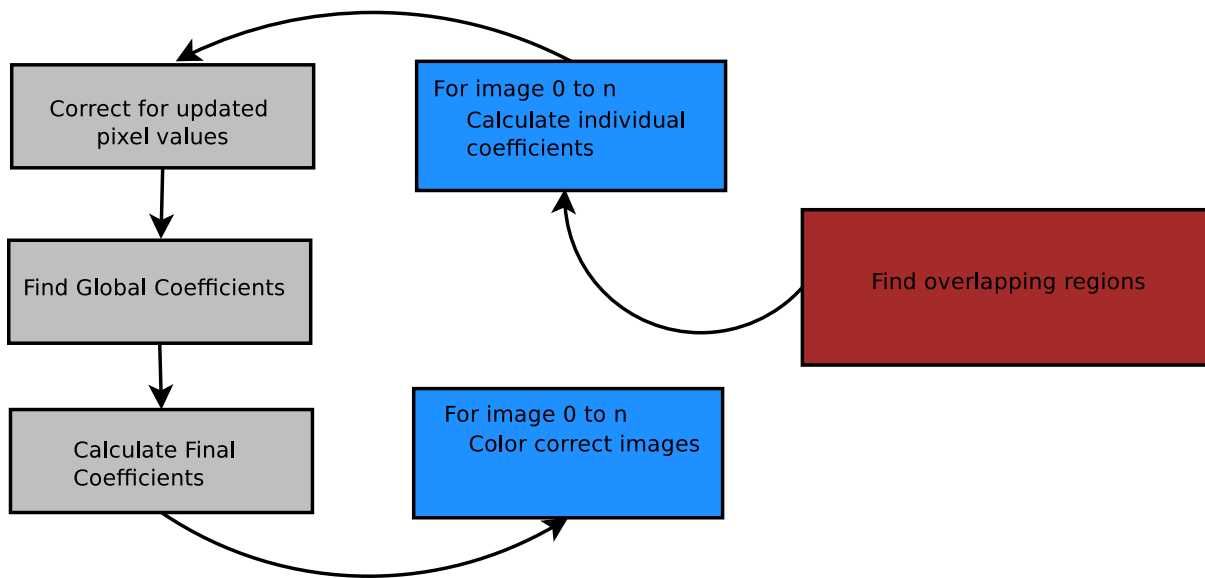 For image 0 to n
Calculate individual
coefficients
Correct for updated
pixel values
Find Global Coefficients
Find overlapping regions
For image 0 to n
Color correct images
Calculate Final
Coefficients